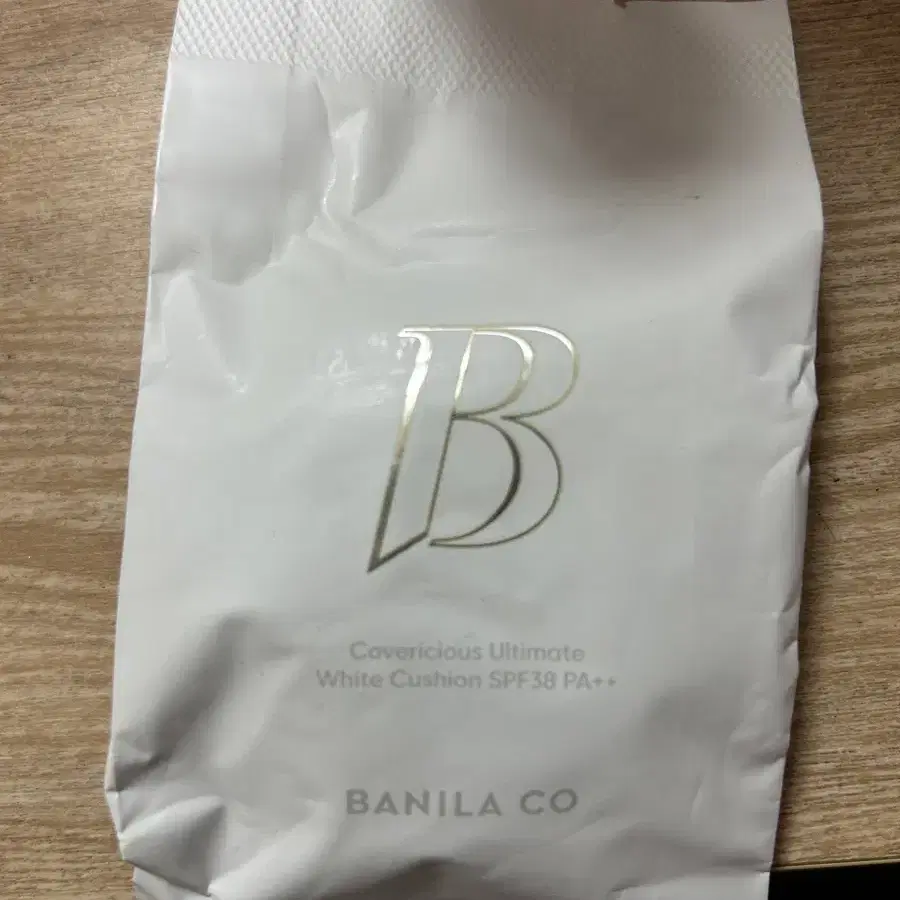 B
Covericious Ultimate
White Cushion SPF38 PA++
BANILA CO